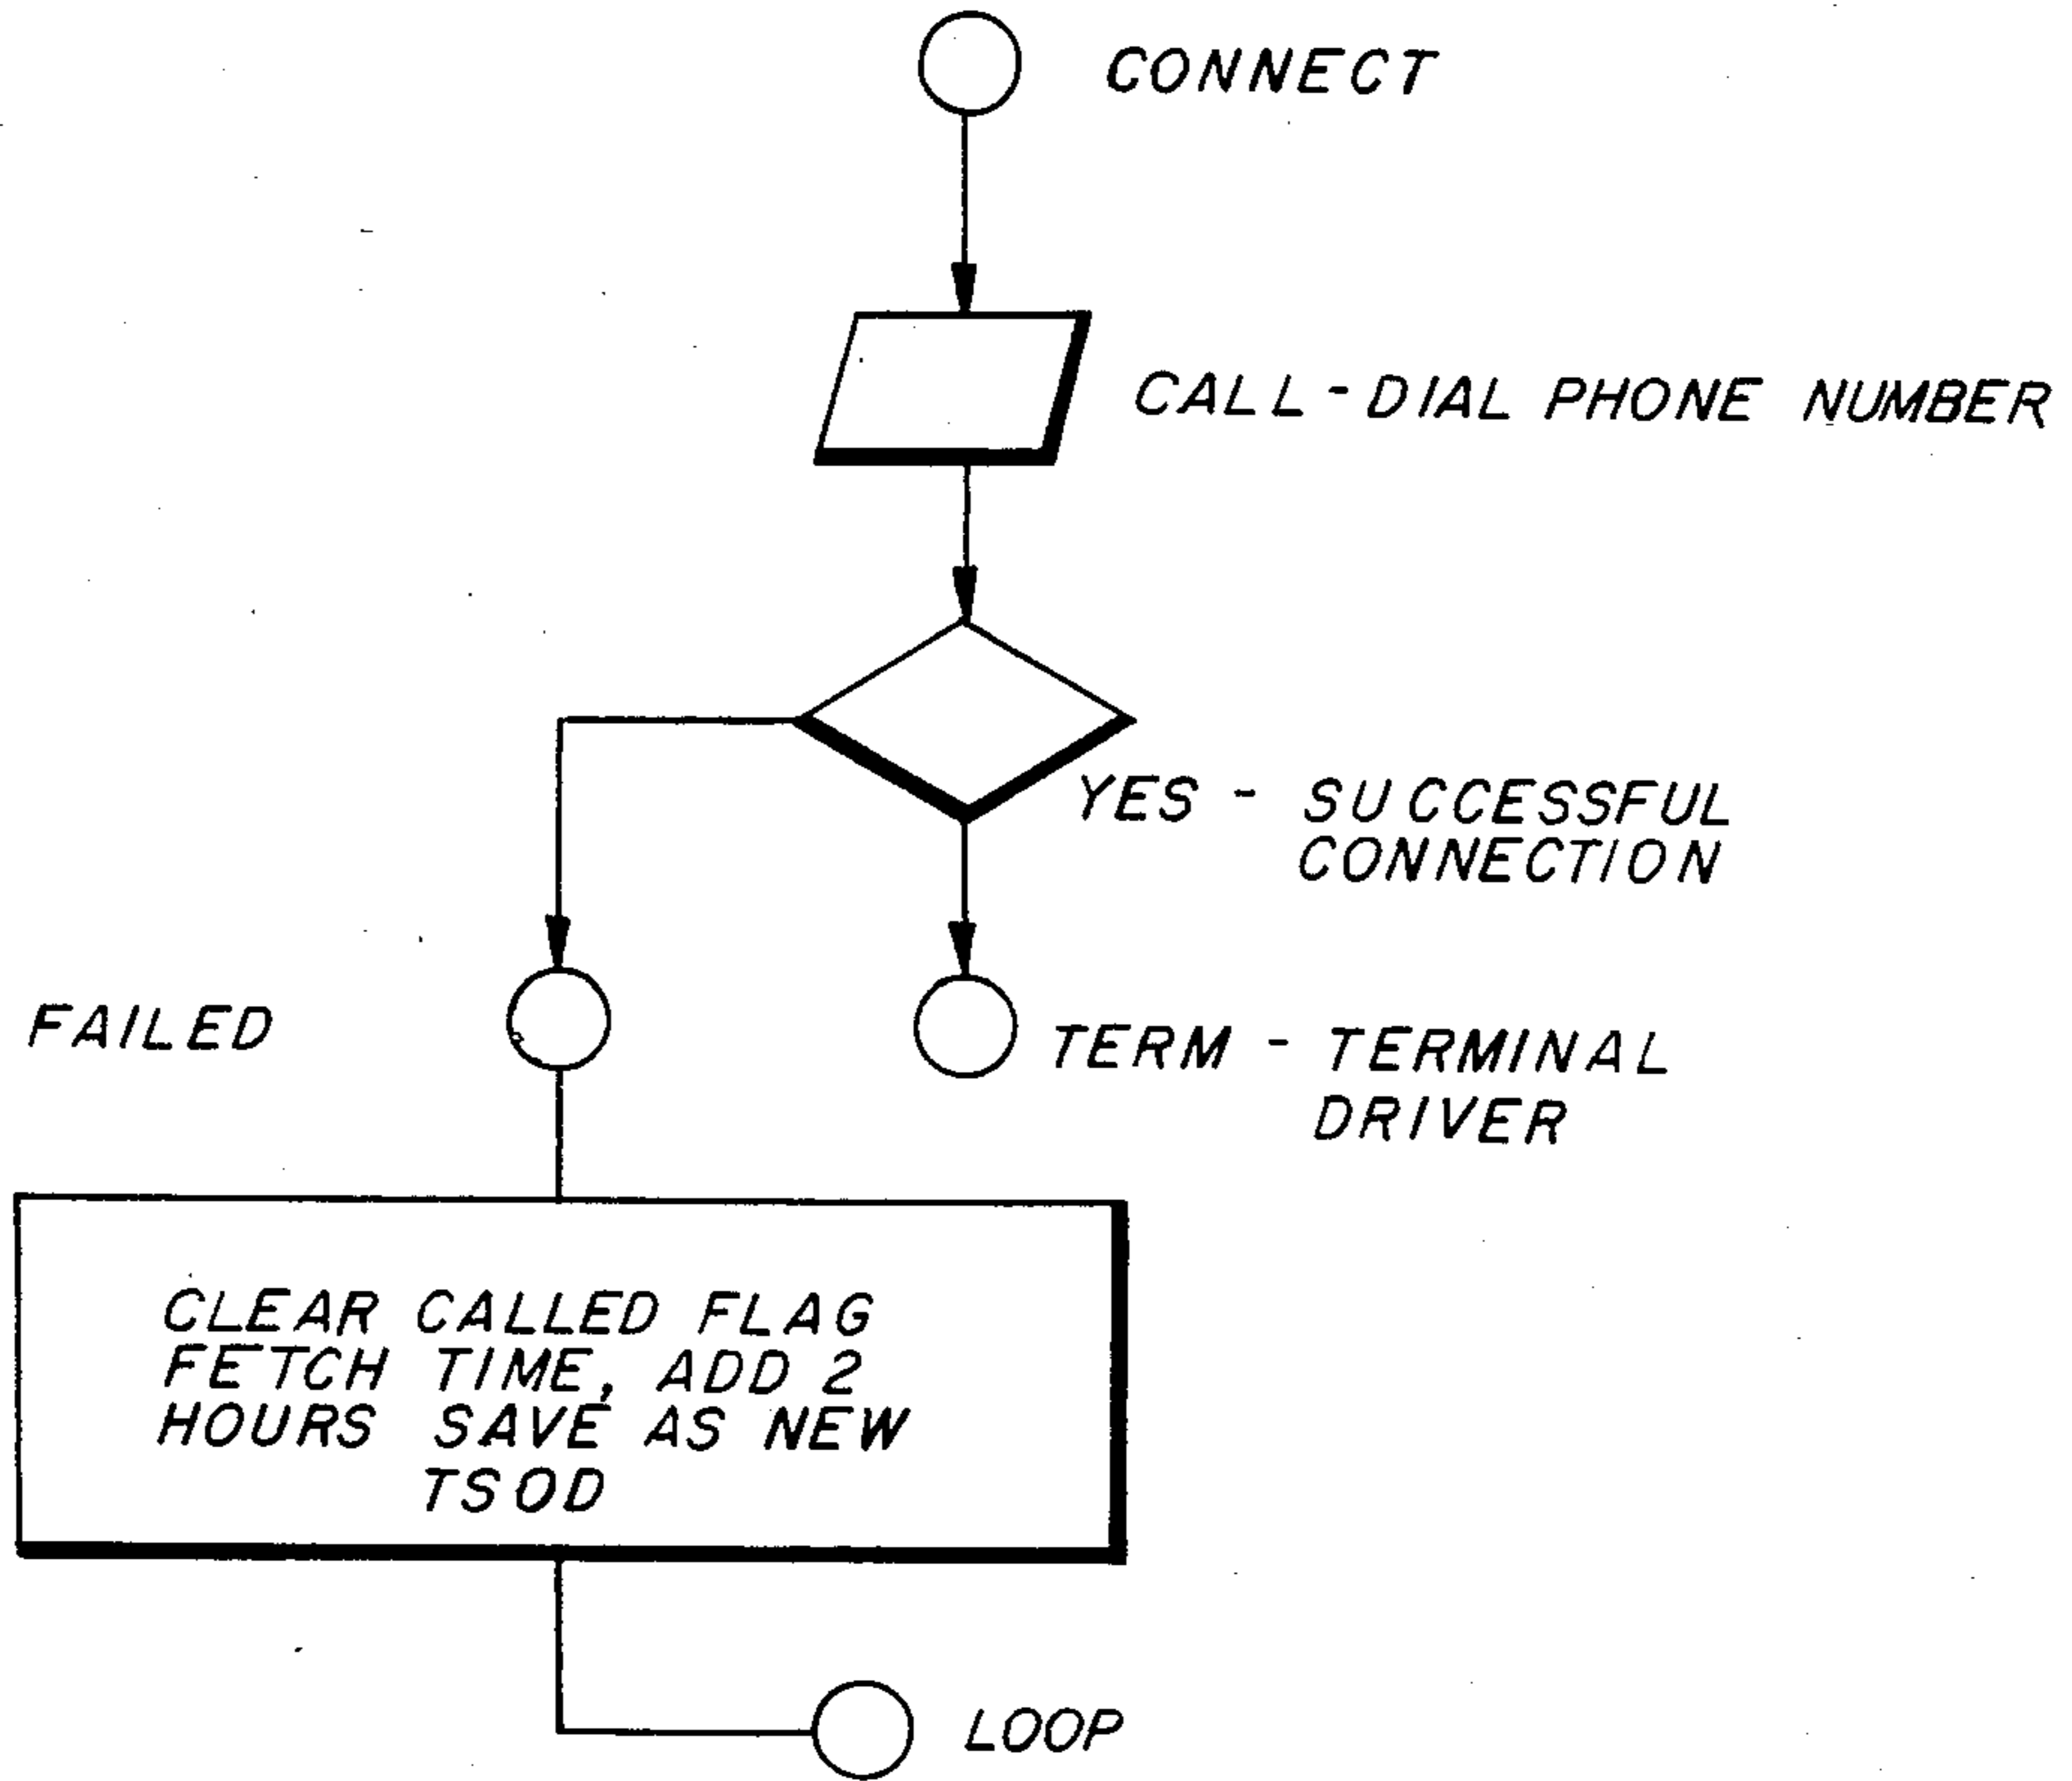 CONNECT
CALL - DIAL PHONE NUMBER
YES - SUCCESSFUL
CONNECTION
FAILED
TERM - TERMINAL
DRIVER
CLEAR CALLED FLAG
FETCH TIME, ADD 2
HOURS SAVE AS NEW
TSOD
LOOP